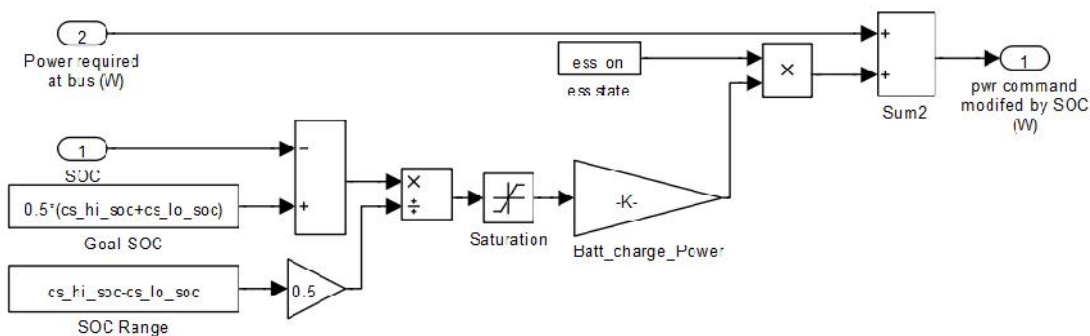 2
Power required
at bus (W)
ess on
ess state
×
+
+
Sum2
1
pwr command
modifed by SOC
(W)
1
SOC
−
+
0.5*(cs_hi_soc+cs_lo_soc)
Goal SOC
×
÷
Saturation
-K-
Batt_charge_Power
cs_hi_soc-cs_lo_soc
SOC Range
0.5